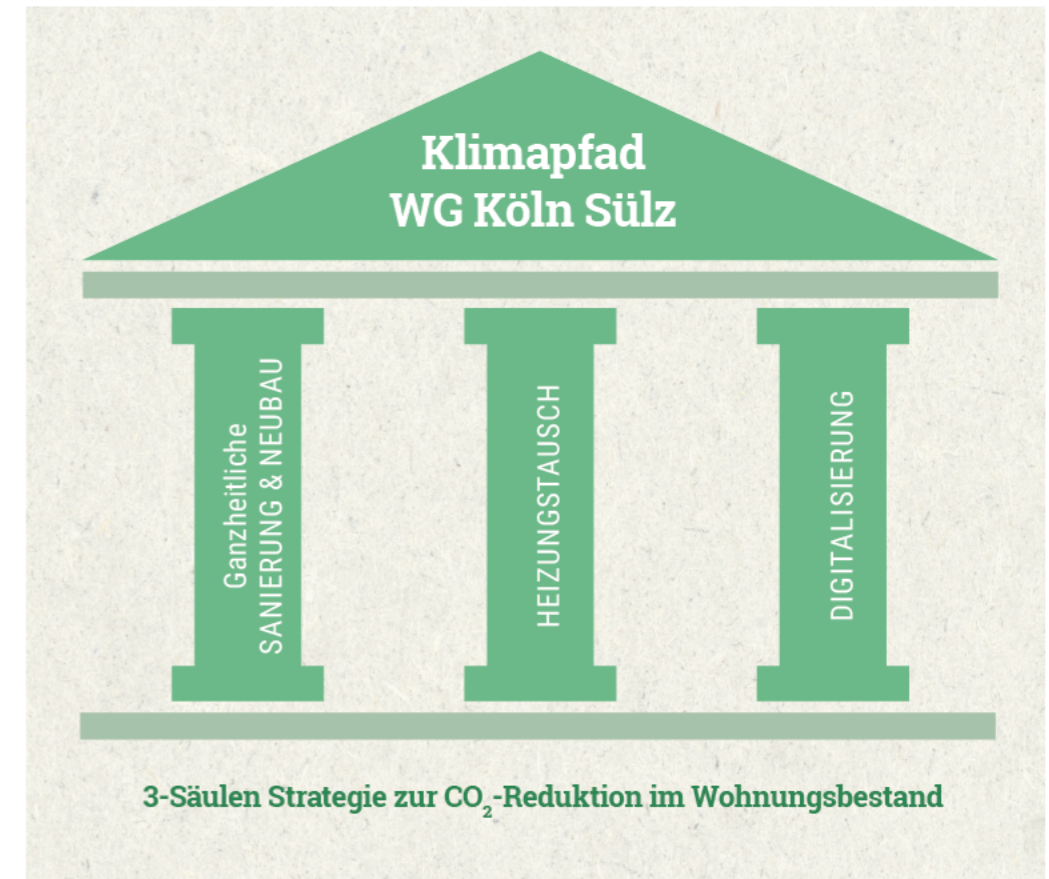 Klimapfad
WG Köln Sülz
Ganzheitliche
SANIERUNG & NEUBAU
HEIZUNGSTAUSCH
DIGITALISIERUNG
3-Säulen Strategie zur CO₂-Reduktion im Wohnungsbestand